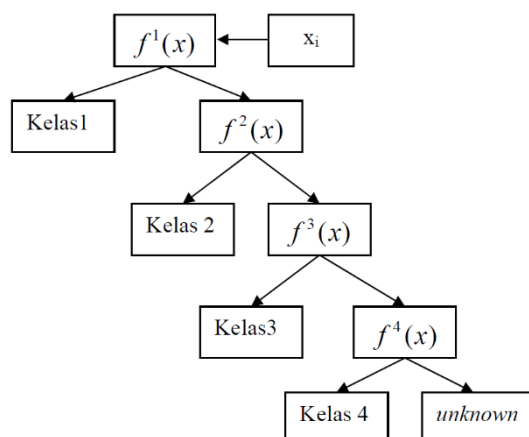 f¹(x)
xᵢ
Kelas1
f²(x)
Kelas 2
f³(x)
Kelas3
f⁴(x)
Kelas 4
unknown